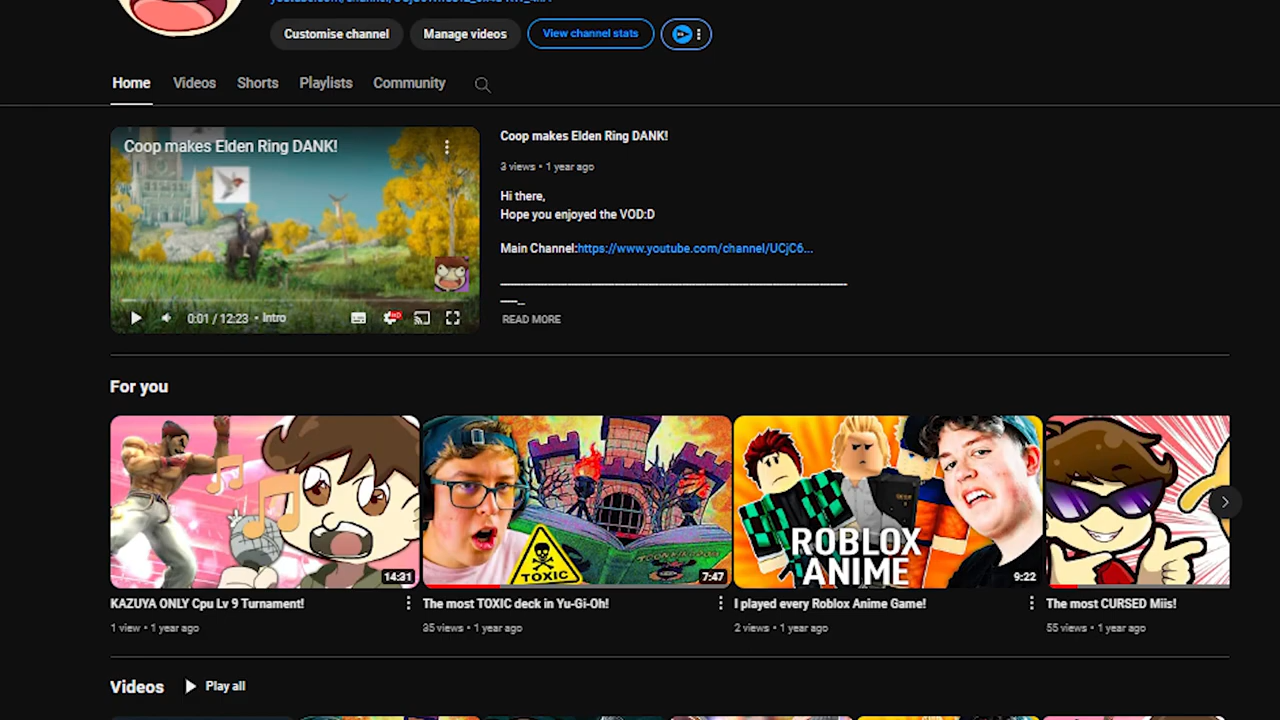 Customise channel
Manage videos
View channel stats
Home
Videos
Shorts
Playlists
Community
Coop makes Elden Ring DANK!
0:01 / 12:23 • Intro
HD
Coop makes Elden Ring DANK!
3 views • 1 year ago
Hi there,
Hope you enjoyed the VOD:D
Main Channel:https://www.youtube.com/channel/UCjC6...
READ MORE
For you
14:31
TOXIC
7:47
ROBLOX
ANIME
9:22
KAZUYA ONLY Cpu Lv 9 Turnament!
1 view • 1 year ago
The most TOXIC deck in Yu-Gi-Oh!
35 views • 1 year ago
I played every Roblox Anime Game!
2 views • 1 year ago
The most CURSED Miis!
55 views • 1 year ago
Videos
Play all